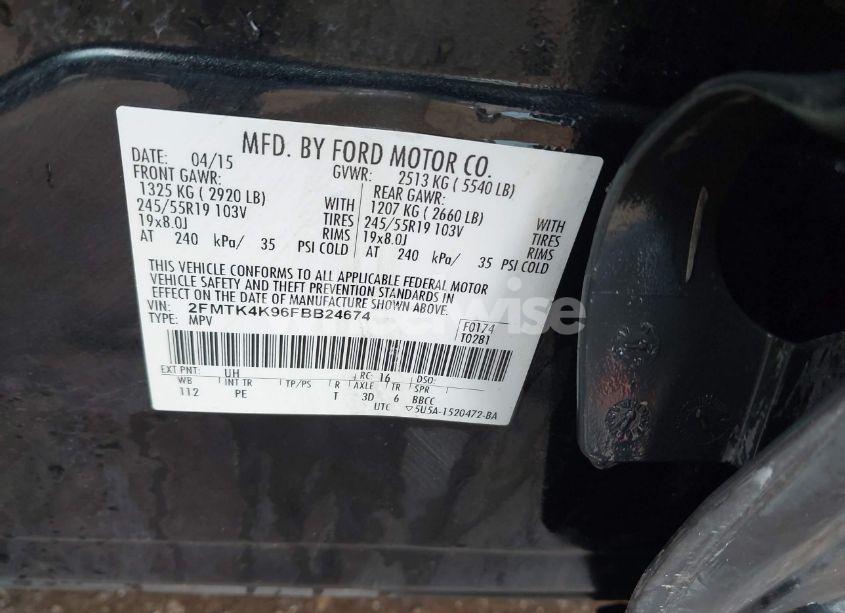 MFD. BY FORD MOTOR CO.
DATE: 04/15 GVWR: 2513 KG ( 5540 LB)
FRONT GAWR: REAR GAWR:
1325 KG ( 2920 LB) WITH 1207 KG ( 2660 LB) WITH
245/55R19 103V TIRES 245/55R19 103V TIRES
19x8.0J RIMS 19x8.0J RIMS
AT 240 kPa/ 35 PSI COLD AT 240 kPa/ 35 PSI COLD
THIS VEHICLE CONFORMS TO ALL APPLICABLE FEDERAL MOTOR
VEHICLE SAFETY AND THEFT PREVENTION STANDARDS IN
EFFECT ON THE DATE OF MANUFACTURE SHOWN ABOVE.
VIN: 2FMTK4K96FBB24674 F0174
TYPE: MPV T0281
EXT PNT: UH RC: 16 DSO:
WB INT TR TP/PS R AXLE TR SPR
112 PE T 3D 6 BBCC
UTC ▽5U5A-1520472-BA